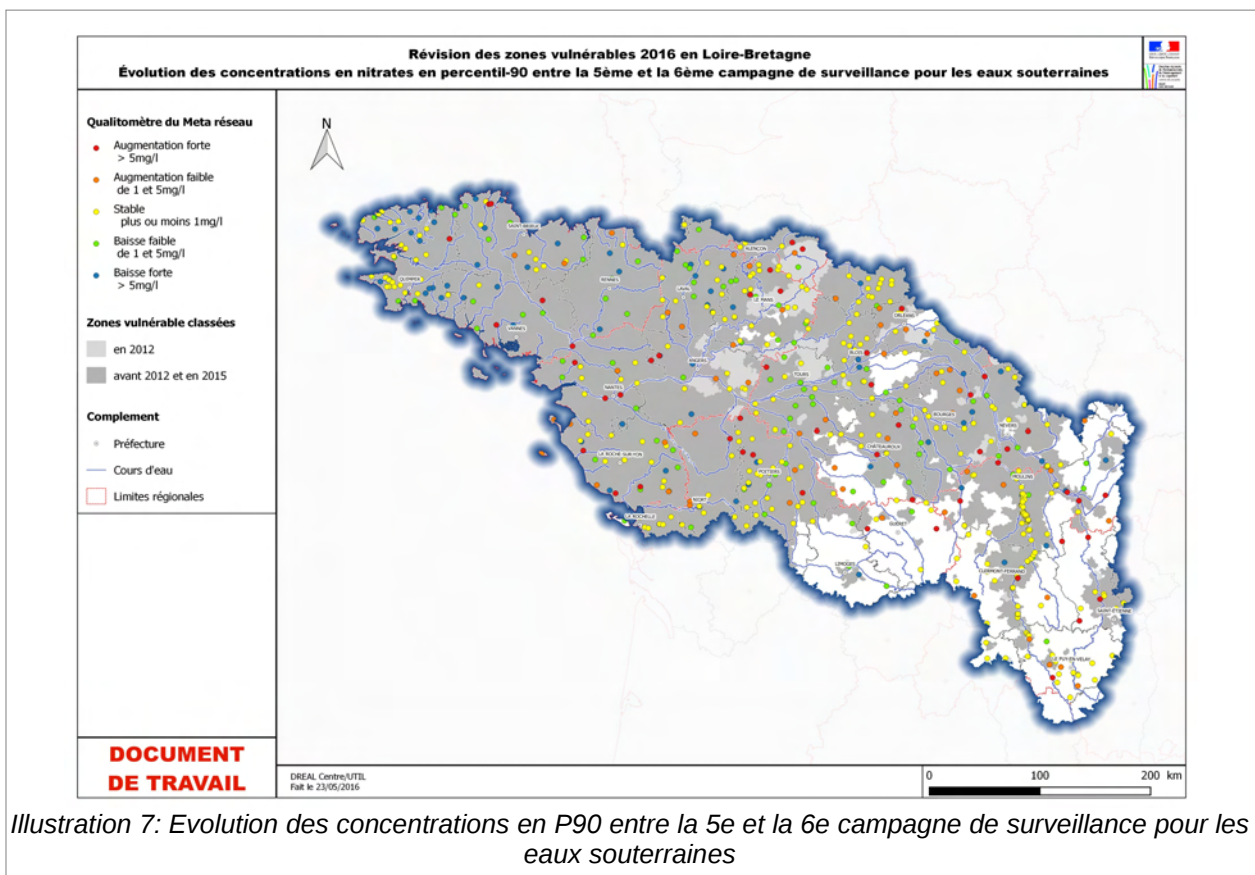 Révision des zones vulnérables 2016 en Loire-Bretagne
Évolution des concentrations en nitrates en percentil-90 entre la 5ème et la 6ème campagne de surveillance pour les eaux souterraines
Qualitomètre du Meta réseau
Augmentation forte
> 5mg/l
Augmentation faible
de 1 et 5mg/l
Stable
plus ou moins 1mg/l
Baisse faible
de 1 et 5mg/l
Baisse forte
> 5mg/l
Zones vulnérable classées
en 2012
avant 2012 et en 2015
Complement
Préfecture
Cours d'eau
Limites régionales
DOCUMENT
DE TRAVAIL
N
SAINT-BRIEUC
QUIMPER
RENNES
VANNES
LAVAL
ALENÇON
LE MANS
ORLEANS
ANGERS
BLOIS
TOURS
NANTES
BOURGES
NEVERS
CHÂTEAUROUX
LA ROCHE-SUR-YON
POITIERS
MOULINS
NIORT
LA ROCHELLE
GUERET
LIMOGES
CLERMONT-FERRAND
SAINT-ETIENNE
LE PUY-EN-VELAY
DREAL Centre/UTIL
Fait le 23/05/2016
0 100 200 km
Illustration 7: Evolution des concentrations en P90 entre la 5e et la 6e campagne de surveillance pour les
eaux souterraines